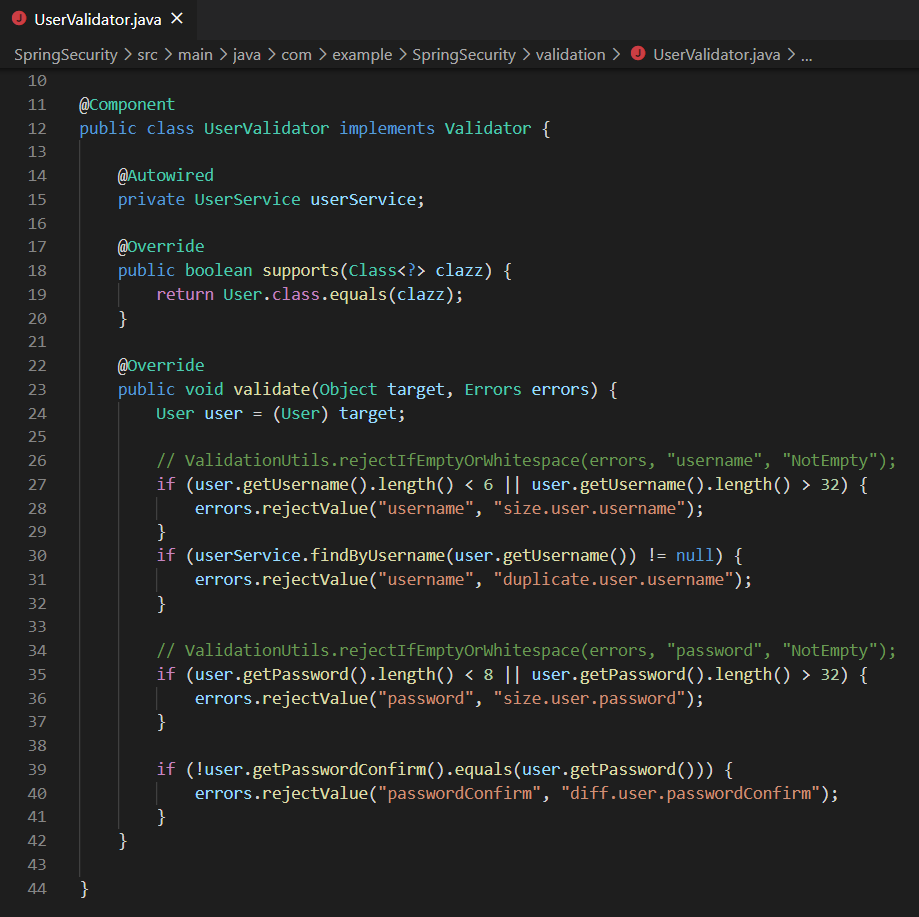 UserValidator.java
SpringSecurity > src > main > java > com > example > SpringSecurity > validation > UserValidator.java > ...
10
11 @Component
12 public class UserValidator implements Validator {
13
14     @Autowired
15     private UserService userService;
16
17     @Override
18     public boolean supports(Class<?> clazz) {
19         return User.class.equals(clazz);
20     }
21
22     @Override
23     public void validate(Object target, Errors errors) {
24         User user = (User) target;
25
26         // ValidationUtils.rejectIfEmptyOrWhitespace(errors, "username", "NotEmpty");
27         if (user.getUsername().length() < 6 || user.getUsername().length() > 32) {
28             errors.rejectValue("username", "size.user.username");
29         }
30         if (userService.findByUsername(user.getUsername()) != null) {
31             errors.rejectValue("username", "duplicate.user.username");
32         }
33
34         // ValidationUtils.rejectIfEmptyOrWhitespace(errors, "password", "NotEmpty");
35         if (user.getPassword().length() < 8 || user.getPassword().length() > 32) {
36             errors.rejectValue("password", "size.user.password");
37         }
38
39         if (!user.getPasswordConfirm().equals(user.getPassword())) {
40             errors.rejectValue("passwordConfirm", "diff.user.passwordConfirm");
41         }
42     }
43
44 }